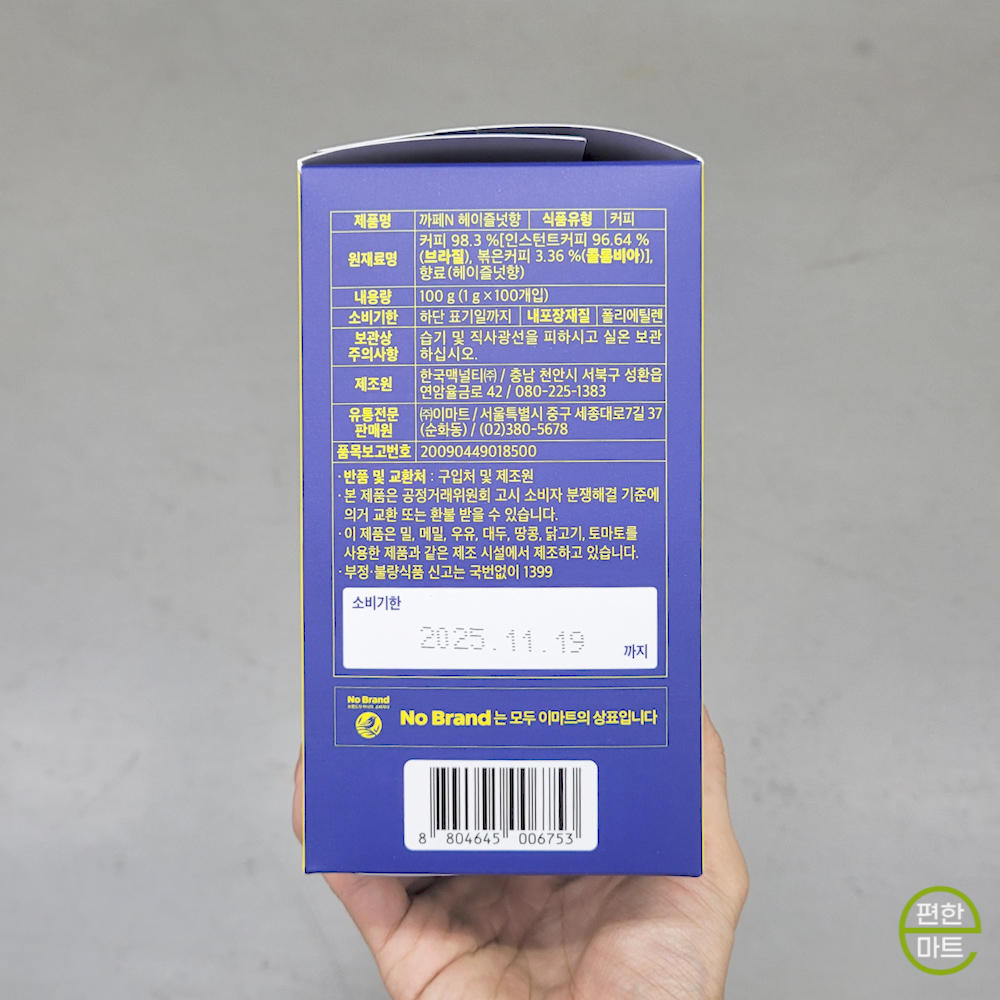 제품명 까페N 헤이즐넛향 식품유형 커피
원재료명 커피 98.3 %[인스턴트커피 96.64 %
(브라질), 볶은커피 3.36 %(콜롬비아)],
향료(헤이즐넛향)
내용량 100 g (1 g × 100개입)
소비기한 하단 표기일까지 내포장재질 폴리에틸렌
보관상 주의사항 습기 및 직사광선을 피하시고 실온 보관
하십시오.
제조원 한국맥널티㈜ / 충남 천안시 서북구 성환읍
연암율금로 42 / 080-225-1383
유통전문 판매원 ㈜이마트 / 서울특별시 중구 세종대로7길 37
(순화동) / (02)380-5678
품목보고번호 20090449018500
· 반품 및 교환처 : 구입처 및 제조원
· 본 제품은 공정거래위원회 고시 소비자 분쟁해결 기준에
의거 교환 또는 환불 받을 수 있습니다.
· 이 제품은 밀, 메밀, 우유, 대두, 땅콩, 닭고기, 토마토를
사용한 제품과 같은 제조 시설에서 제조하고 있습니다.
· 부정·불량식품 신고는 국번없이 1399
소비기한
2025.11.19
까지
No Brand
No Brand는 모두 이마트의 상표입니다
8 804645 006753
편한
마트